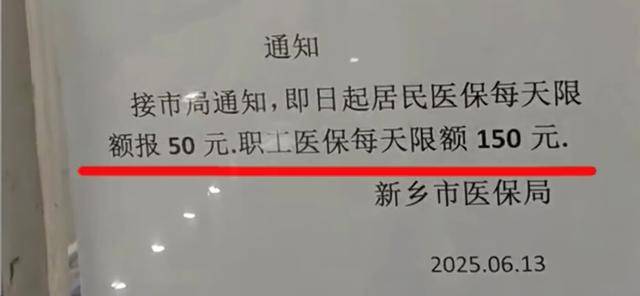 通知
接市局通知，即日起居民医保每天限
额报 50 元.职工医保每天限额 150 元.
新乡市医保局
2025.06.13